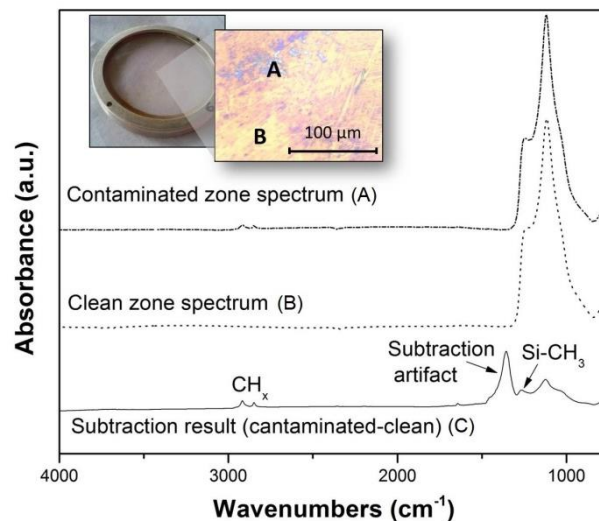 A
B
100 µm
Contaminated zone spectrum (A)
Clean zone spectrum (B)
Subtraction
artifact
Si-CH₃
CHₓ
Subtraction result (cantaminated-clean) (C)
Absorbance (a.u.)
4000 3000 2000 1000
Wavenumbers (cm⁻¹)